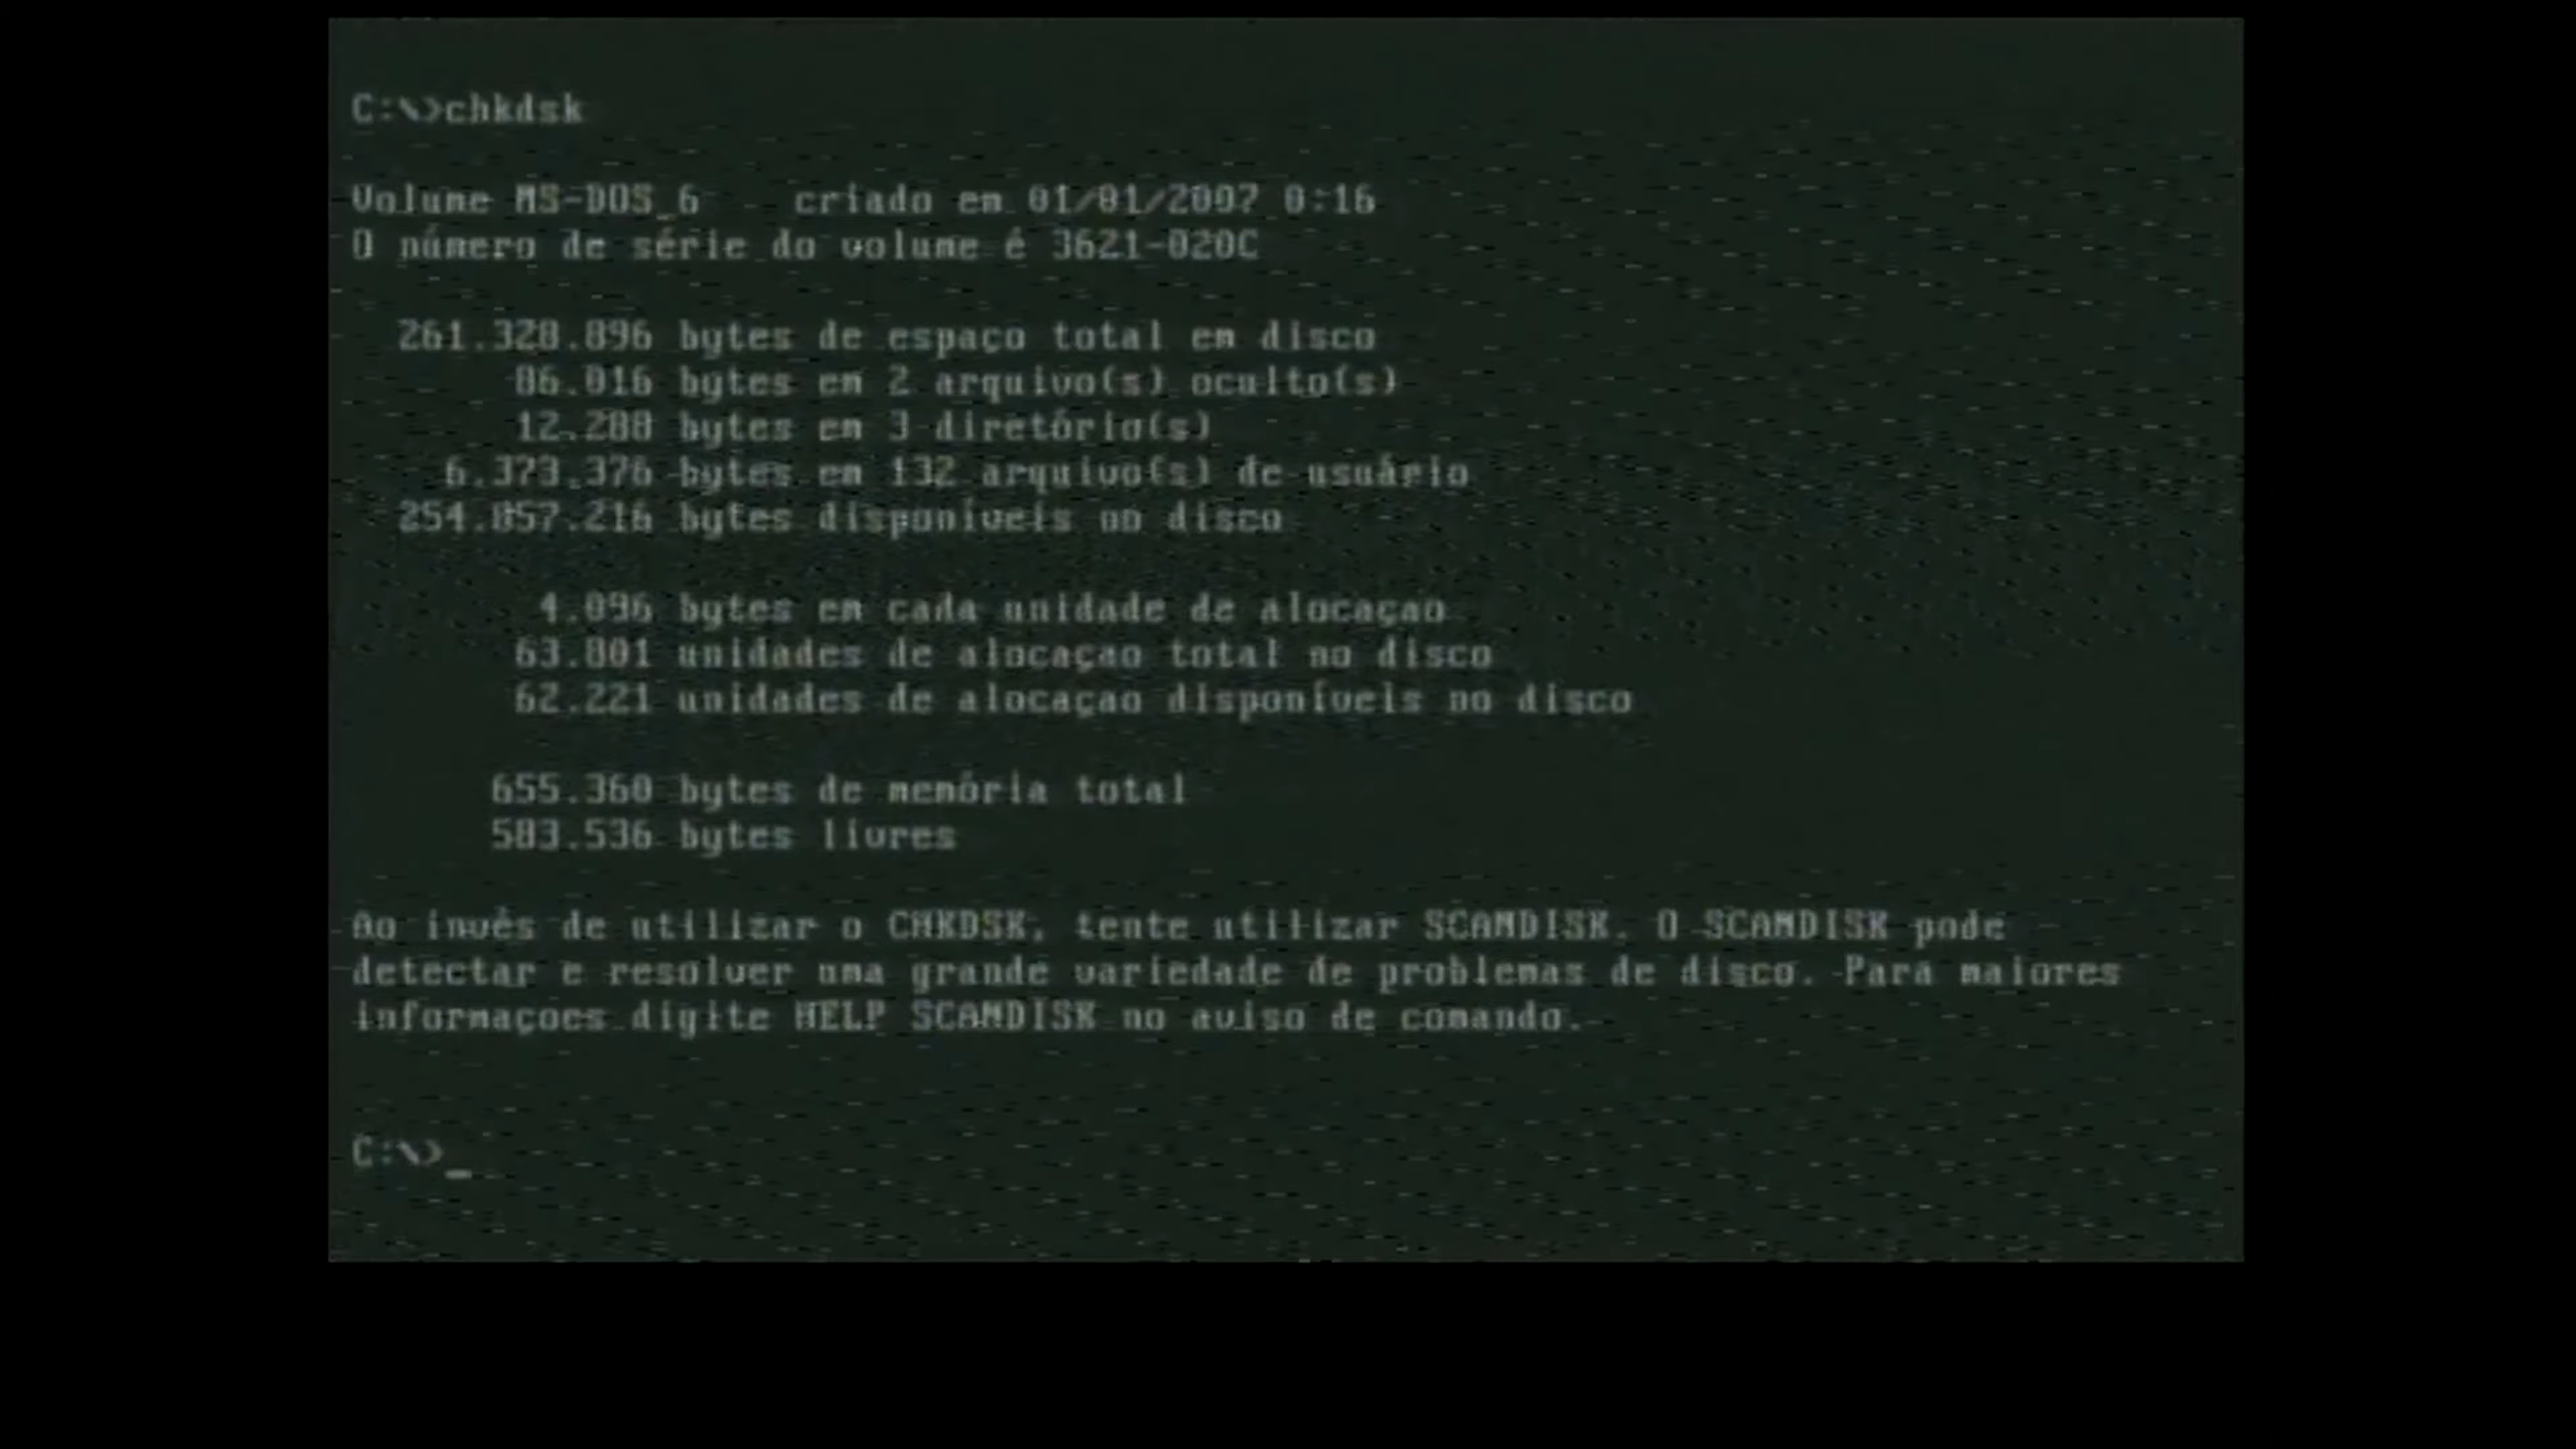 C:\>chkdsk
Volume MS-DOS_6 criado em 01/01/2007 0:16
O número de série do volume é 3621-020C
261.328.896 bytes de espaço total em disco
86.016 bytes em 2 arquivo(s) oculto(s)
12.288 bytes em 3 diretório(s)
6.373.376 bytes em 132 arquivo(s) de usuário
254.857.216 bytes disponíveis no disco
4.096 bytes em cada unidade de alocaçao
63.801 unidades de alocaçao total no disco
62.221 unidades de alocaçao disponíveis no disco
655.360 bytes de memória total
583.536 bytes livres
Ao invés de utilizar o CHKDSK, tente utilizar SCANDISK. O SCANDISK pode
detectar e resolver uma grande variedade de problemas de disco. Para maiores
informaçoes digite HELP SCANDISK no aviso de comando.
C:\>_